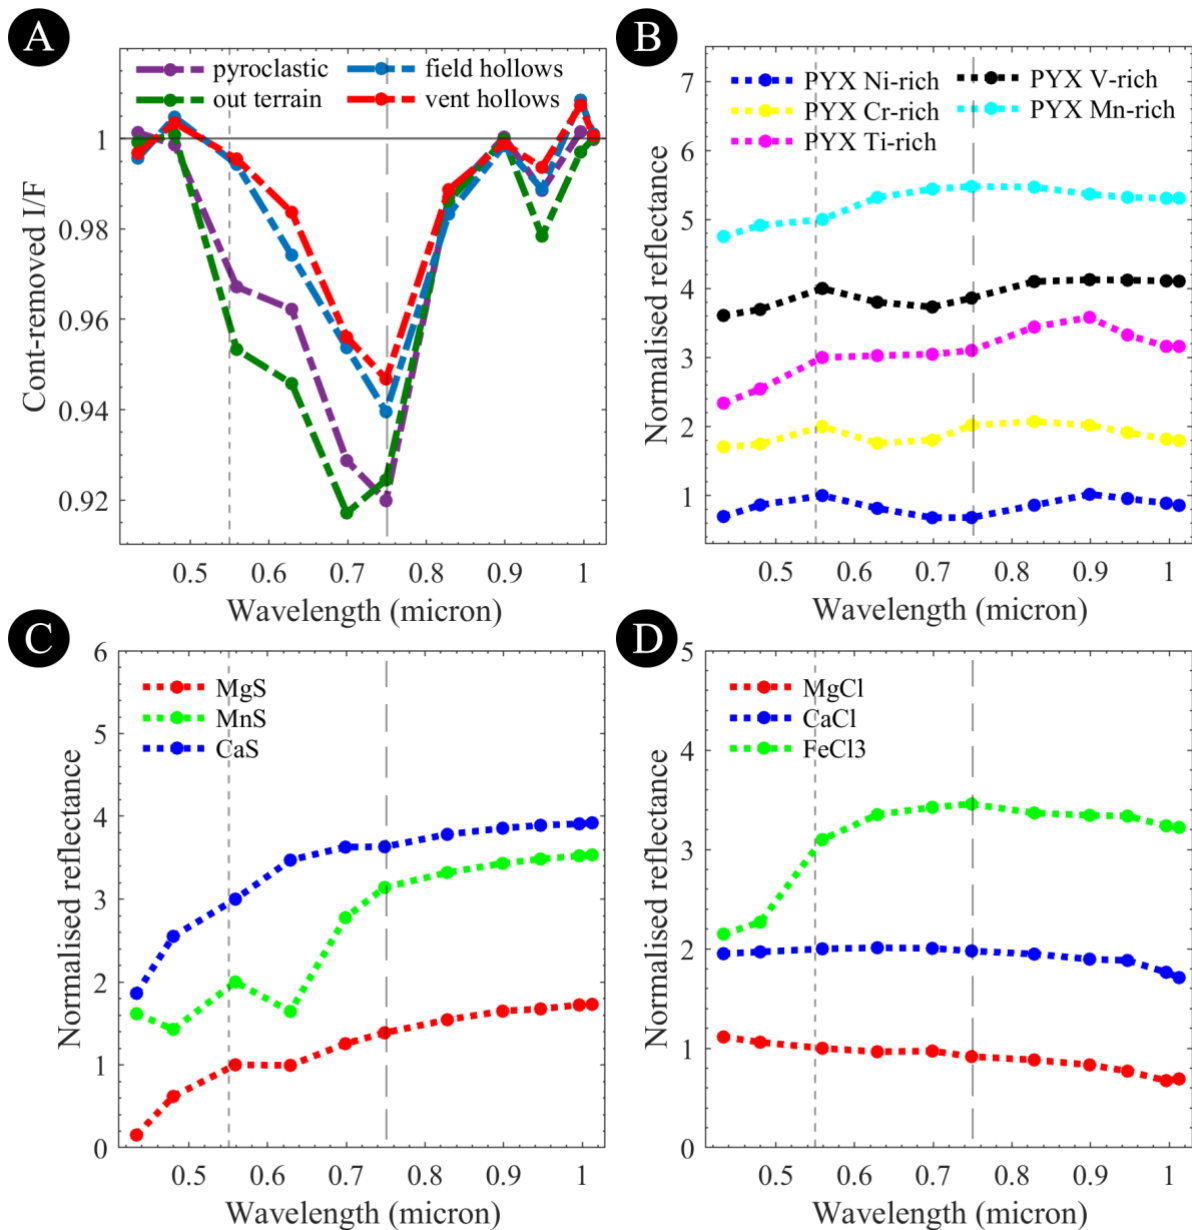 A
pyroclastic
field hollows
out terrain
vent hollows
1
0.98
0.96
0.94
0.92
Cont-removed I/F
0.5 0.6 0.7 0.8 0.9 1
Wavelength (micron)
B
PYX Ni-rich
PYX V-rich
PYX Cr-rich
PYX Mn-rich
PYX Ti-rich
7
6
5
4
3
2
1
Normalised reflectance
0.5 0.6 0.7 0.8 0.9 1
Wavelength (micron)
C
MgS
MnS
CaS
6
5
4
3
2
1
0
Normalised reflectance
0.5 0.6 0.7 0.8 0.9 1
Wavelength (micron)
D
MgCl
CaCl
FeCl3
5
4
3
2
1
0
Normalised reflectance
0.5 0.6 0.7 0.8 0.9 1
Wavelength (micron)